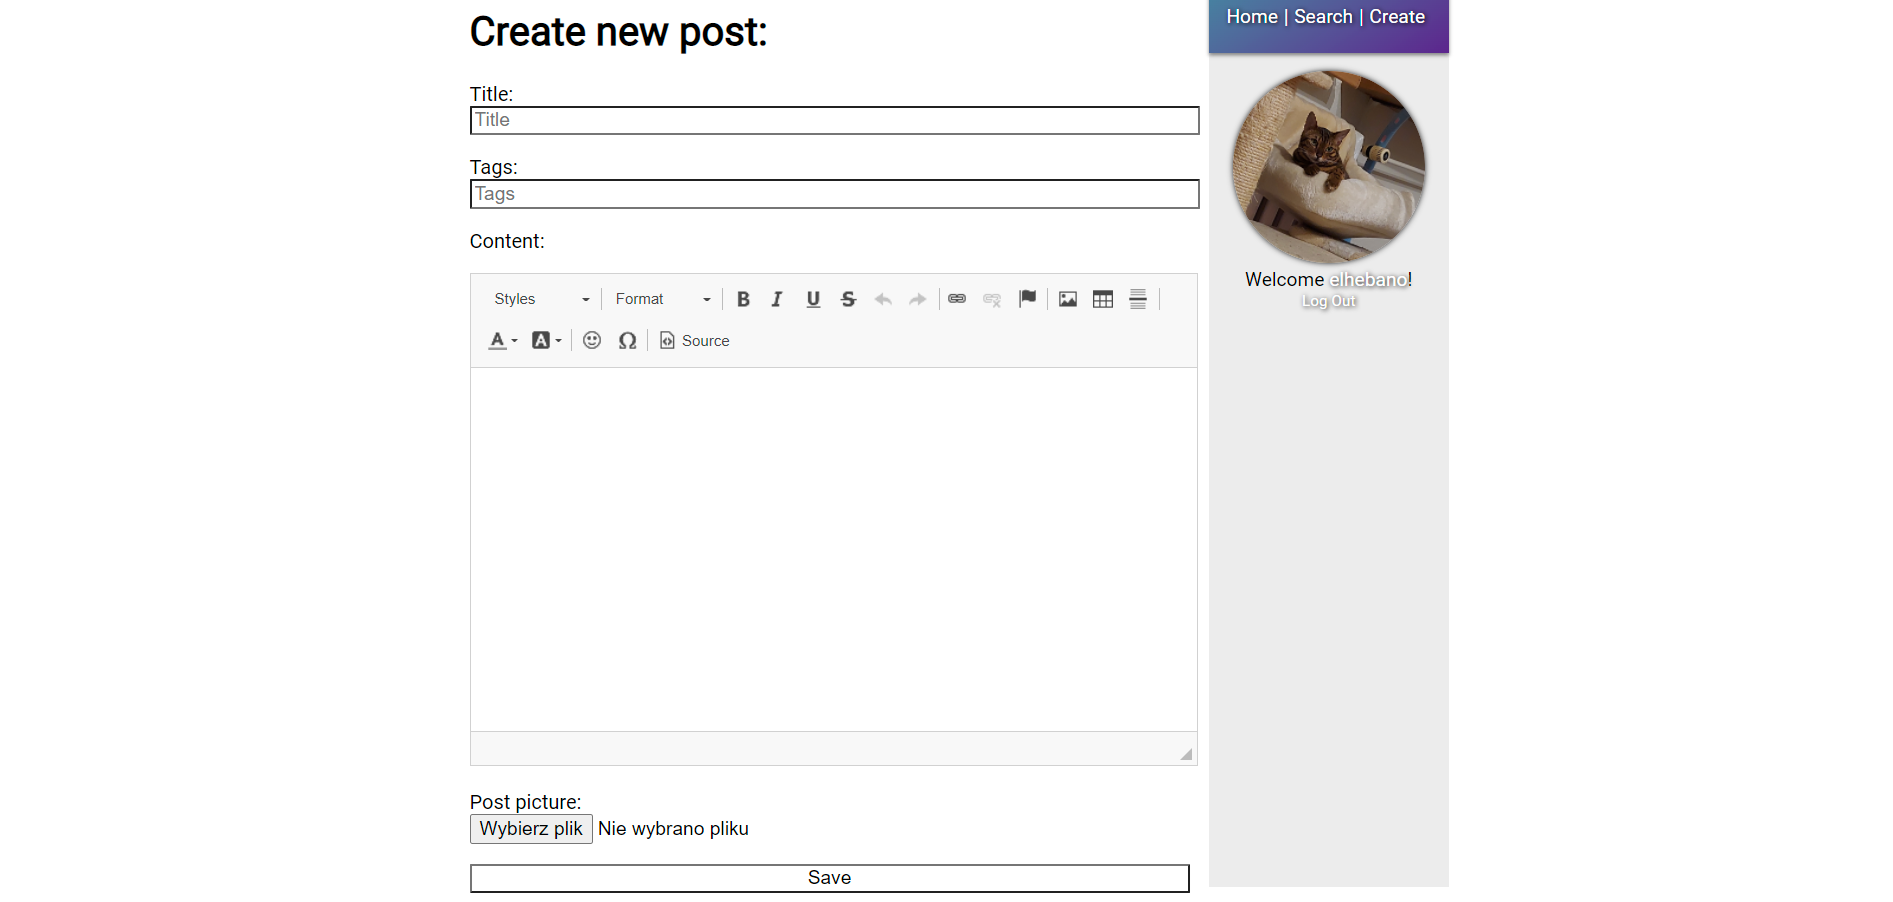 Create new post:
Home | Search | Create
Title:
Title
Tags:
Tags
Content:
Styles Format B I U S
A A Ω Source
Welcome elhebano!
Log Out
Post picture:
Wybierz plik Nie wybrano pliku
Save